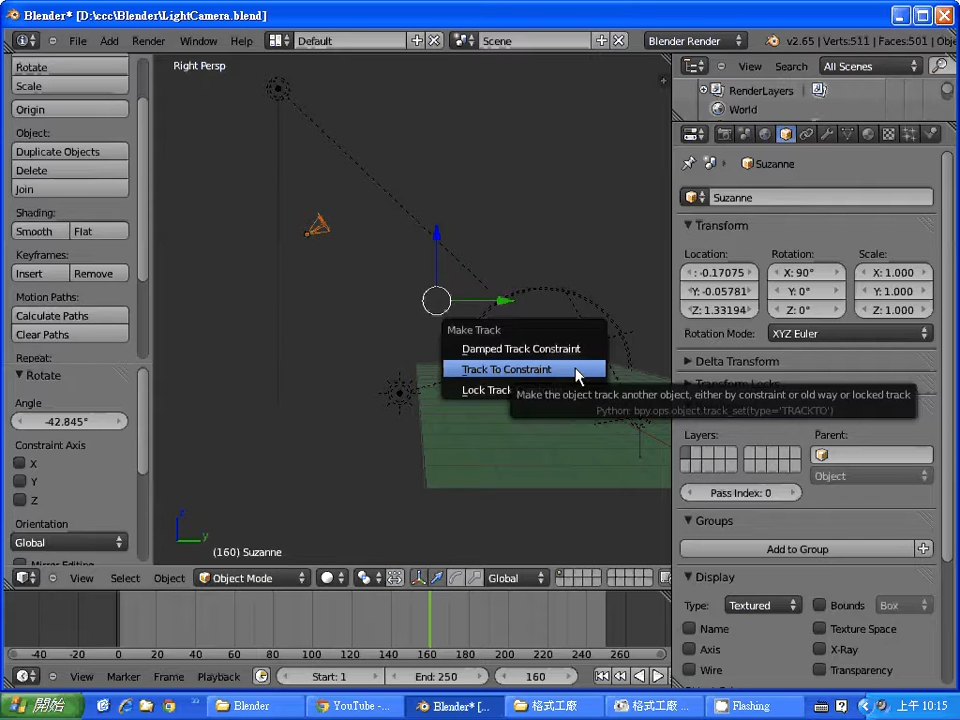 Blender* [D:\ccc\Blender\LightCamera.blend]
File Add Render Window Help Default Scene Blender Render v2.65 | Verts:511 | Faces:501 | Obje
Rotate
Scale
Origin
Object:
Duplicate Objects
Delete
Join
Shading:
Smooth Flat
Keyframes:
Insert Remove
Motion Paths:
Calculate Paths
Clear Paths
Repeat:
Rotate
Angle
-42.845°
Constraint Axis
X
Y
Z
Orientation
Global
Right Persp
Make Track
Damped Track Constraint
Track To Constraint
Lock Track
Make the object track another object, either by constraint or old way or locked track
Python: bpy.ops.object.track_set(type='TRACKTO')
z
y
(160) Suzanne
View Select Object Object Mode Global
View Search All Scenes
RenderLayers
World
Suzanne
Suzanne
Transform
Location: Rotation: Scale:
: -0.17075 X: 90° X: 1.000
Y: -0.05781 Y: 0° Y: 1.000
Z: 1.33194 Z: 0° Z: 1.000
Rotation Mode: XYZ Euler
Delta Transform
Layers: Parent:
Object
Pass Index: 0
Groups
Add to Group
Display
Type: Textured Bounds Box
Name Texture Space
Axis X-Ray
Wire Transparency
-40 -20 0 20 40 60 80 100 120 140 160 180 200 220 240 260
View Marker Frame Playback Start: 1 End: 250 160
開始 Blender YouTube -... Blender* [... 格式工廠 格式工廠 ... Flashing 上午 10:15